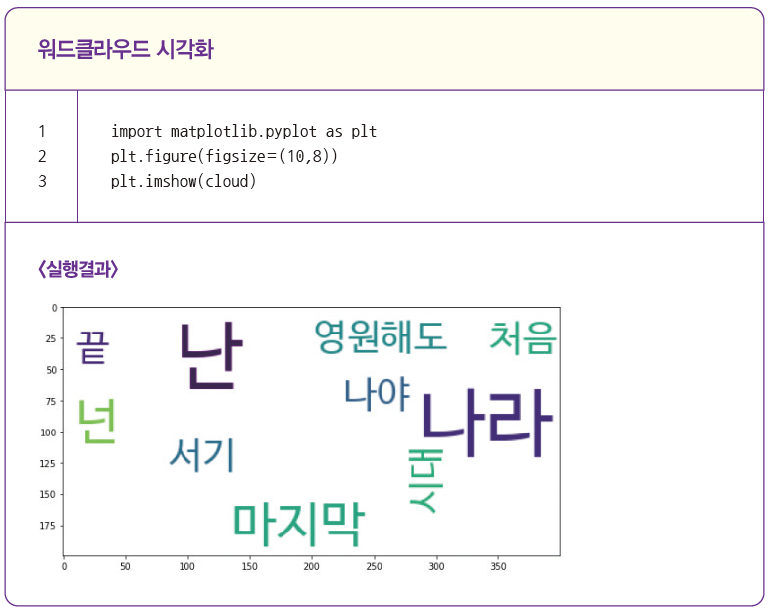 워드클라우드 시각화
1 import matplotlib.pyplot as plt
2 plt.figure(figsize=(10,8))
3 plt.imshow(cloud)
<실행결과>
0
25
50
75
100
125
150
175
끝
난
영원해도
처음
나야
넌
나라
서기
시대
마지막
0 50 100 150 200 250 300 350